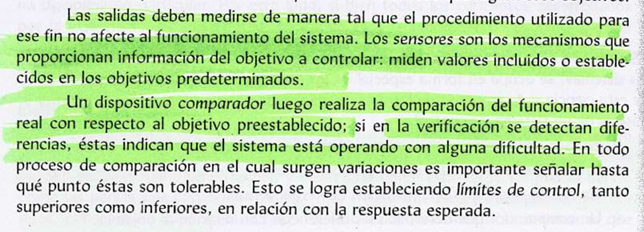 Las salidas deben medirse de manera tal que el procedimiento utilizado para
ese fin no afecte al funcionamiento del sistema. Los sensores son los mecanismos que
proporcionan información del objetivo a controlar: miden valores incluidos o estable-
cidos en los objetivos predeterminados.
Un dispositivo comparador luego realiza la comparación del funcionamiento
real con respecto al objetivo preestablecido; si en la verificación se detectan dife-
rencias, éstas indican que el sistema está operando con alguna dificultad. En todo
proceso de comparación en el cual surgen variaciones es importante señalar hasta
qué punto éstas son tolerables. Esto se logra estableciendo límites de control, tanto
superiores como inferiores, en relación con la respuesta esperada.